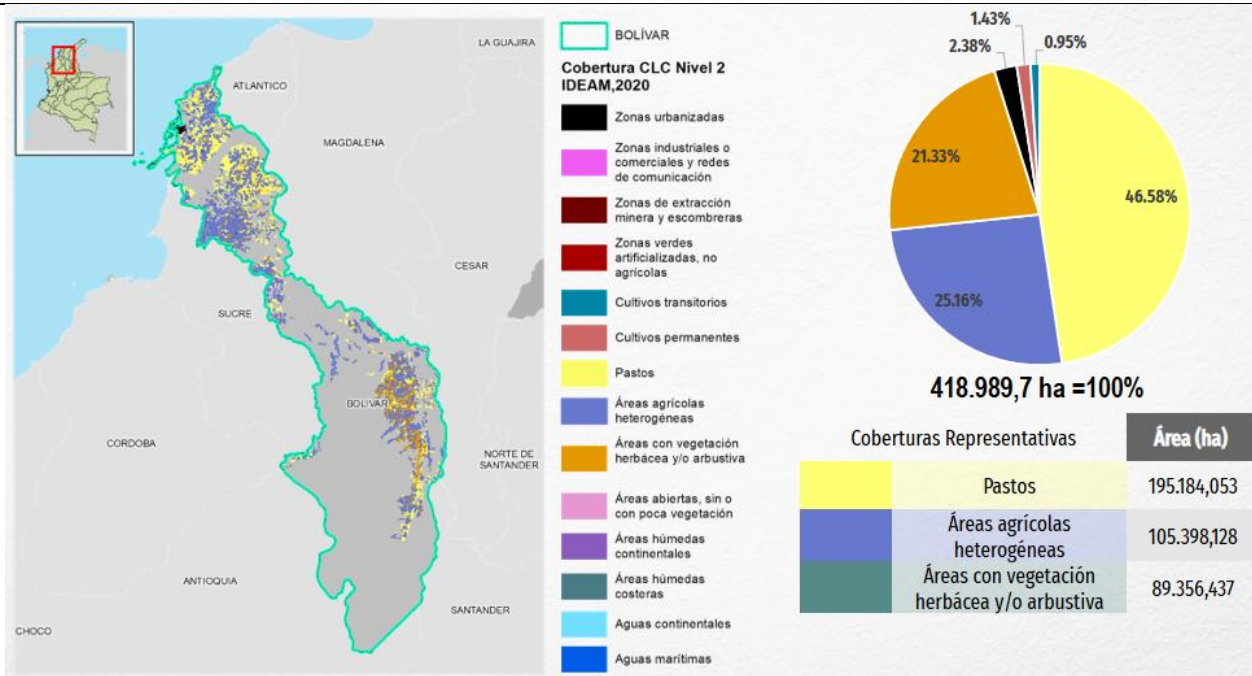 LA GUAJIRA
ATLANTICO
MAGDALENA
CESAR
SUCRE
BOLIVAR
CORDOBA
NORTE DE
SANTANDER
ANTIOQUIA
SANTANDER
CHOCO
BOLÍVAR
Cobertura CLC Nivel 2
IDEAM,2020
Zonas urbanizadas
Zonas industriales o
comerciales y redes
de comunicación
Zonas de extracción
minera y escombreras
Zonas verdes
artificializadas, no
agrícolas
Cultivos transitorios
Cultivos permanentes
Pastos
Áreas agrícolas
heterogéneas
Áreas con vegetación
herbácea y/o arbustiva
Áreas abiertas, sin o
con poca vegetación
Áreas húmedas
continentales
Áreas húmedas
costeras
Aguas continentales
Aguas marítimas
1.43%
2.38%
0.95%
21.33%
46.58%
25.16%
418.989,7 ha =100%
Coberturas Representativas
Área (ha)
Pastos
195.184,053
Áreas agrícolas
heterogéneas
105.398,128
Áreas con vegetación
herbácea y/o arbustiva
89.356,437